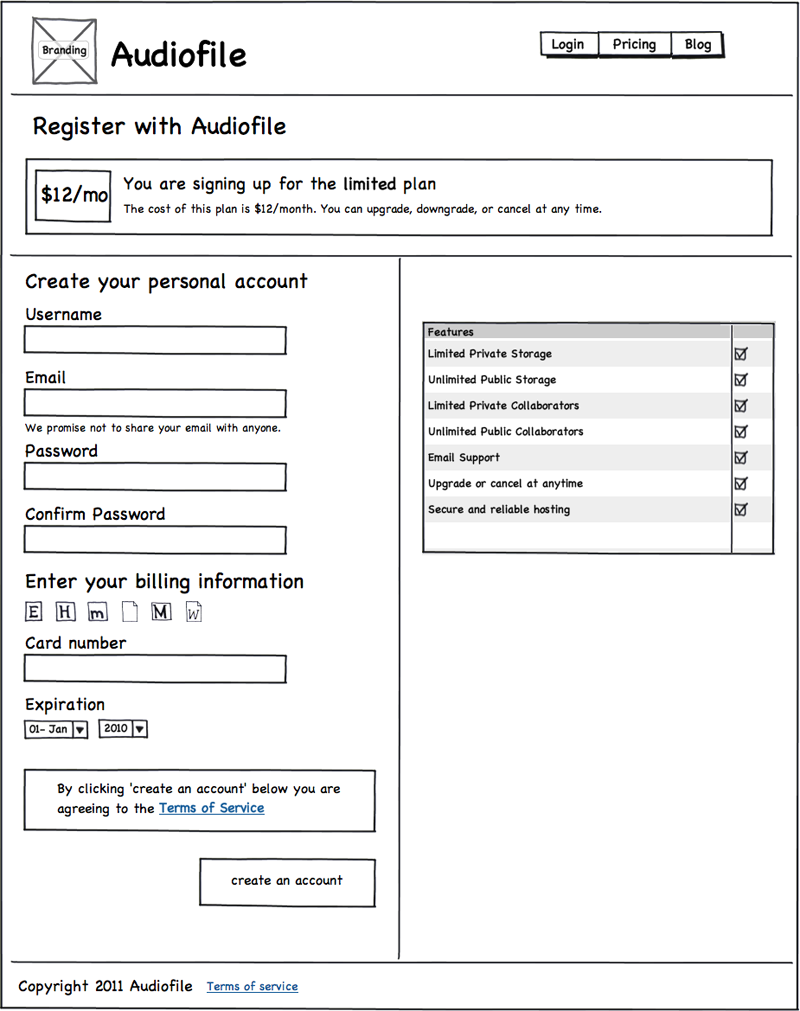 Branding
Audiofile
Login
Pricing
Blog
Register with Audiofile
$12/mo
You are signing up for the limited plan
The cost of this plan is $12/month. You can upgrade, downgrade, or cancel at any time.
Create your personal account
Username
Email
We promise not to share your email with anyone.
Password
Confirm Password
Enter your billing information
E H m M W
Card number
Expiration
01- Jan
2010
By clicking 'create an account' below you are
agreeing to the Terms of Service
create an account
Features
Limited Private Storage
Unlimited Public Storage
Limited Private Collaborators
Unlimited Public Collaborators
Email Support
Upgrade or cancel at anytime
Secure and reliable hosting
Copyright 2011 Audiofile
Terms of service